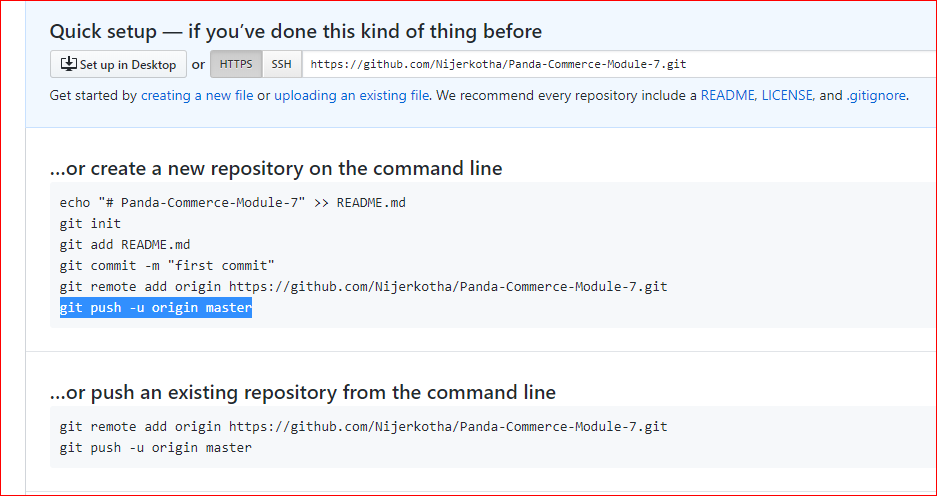 Quick setup — if you’ve done this kind of thing before
Set up in Desktop or HTTPS SSH https://github.com/Nijerkotha/Panda-Commerce-Module-7.git
Get started by creating a new file or uploading an existing file. We recommend every repository include a README, LICENSE, and .gitignore.
…or create a new repository on the command line
echo "# Panda-Commerce-Module-7" >> README.md
git init
git add README.md
git commit -m "first commit"
git remote add origin https://github.com/Nijerkotha/Panda-Commerce-Module-7.git
git push -u origin master
…or push an existing repository from the command line
git remote add origin https://github.com/Nijerkotha/Panda-Commerce-Module-7.git
git push -u origin master